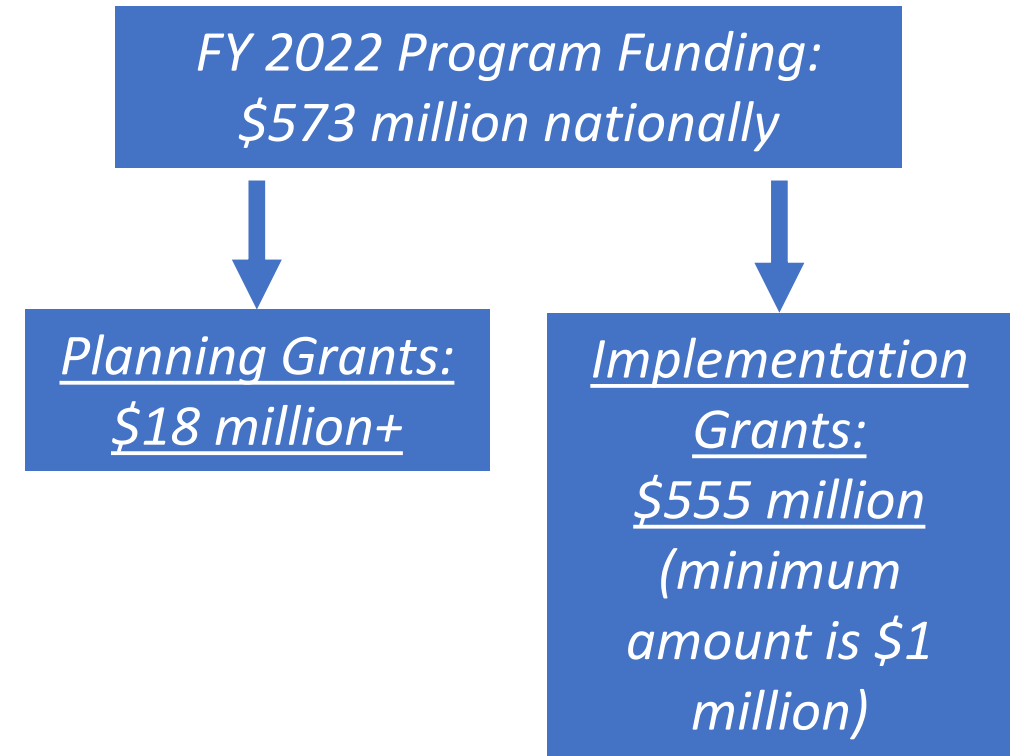 FY 2022 Program Funding:
$573 million nationally
Planning Grants:
$18 million+
Implementation
Grants:
$555 million
(minimum
amount is $1
million)